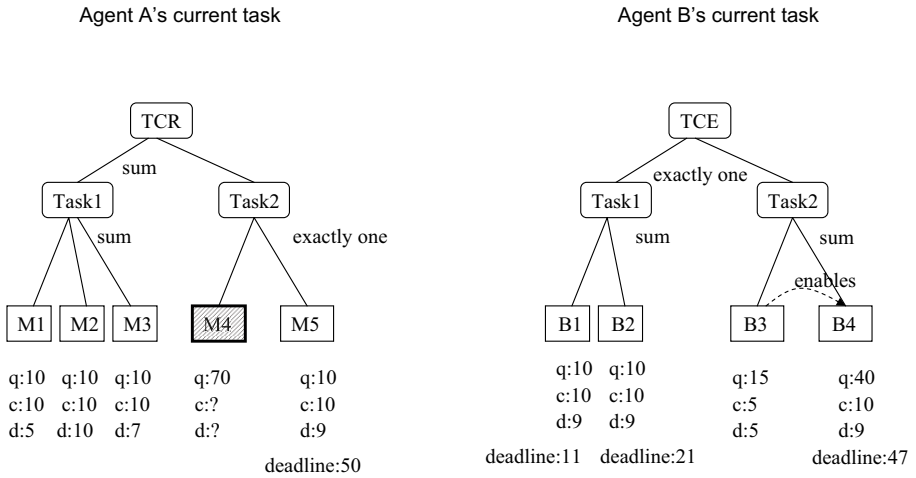 Agent A's current task
Agent B's current task
TCR
TCE
sum
exactly one
Task1
Task2
Task1
Task2
sum
exactly one
sum
sum
enables
M1
M2
M3
M4
M5
B1
B2
B3
B4
q:10
q:10
q:10
q:70
q:10
q:10
q:10
q:15
q:40
c:10
c:10
c:10
c:?
c:10
c:10
c:10
c:5
c:10
d:5
d:10
d:7
d:?
d:9
d:9
d:9
d:5
d:9
deadline:50
deadline:11
deadline:21
deadline:47